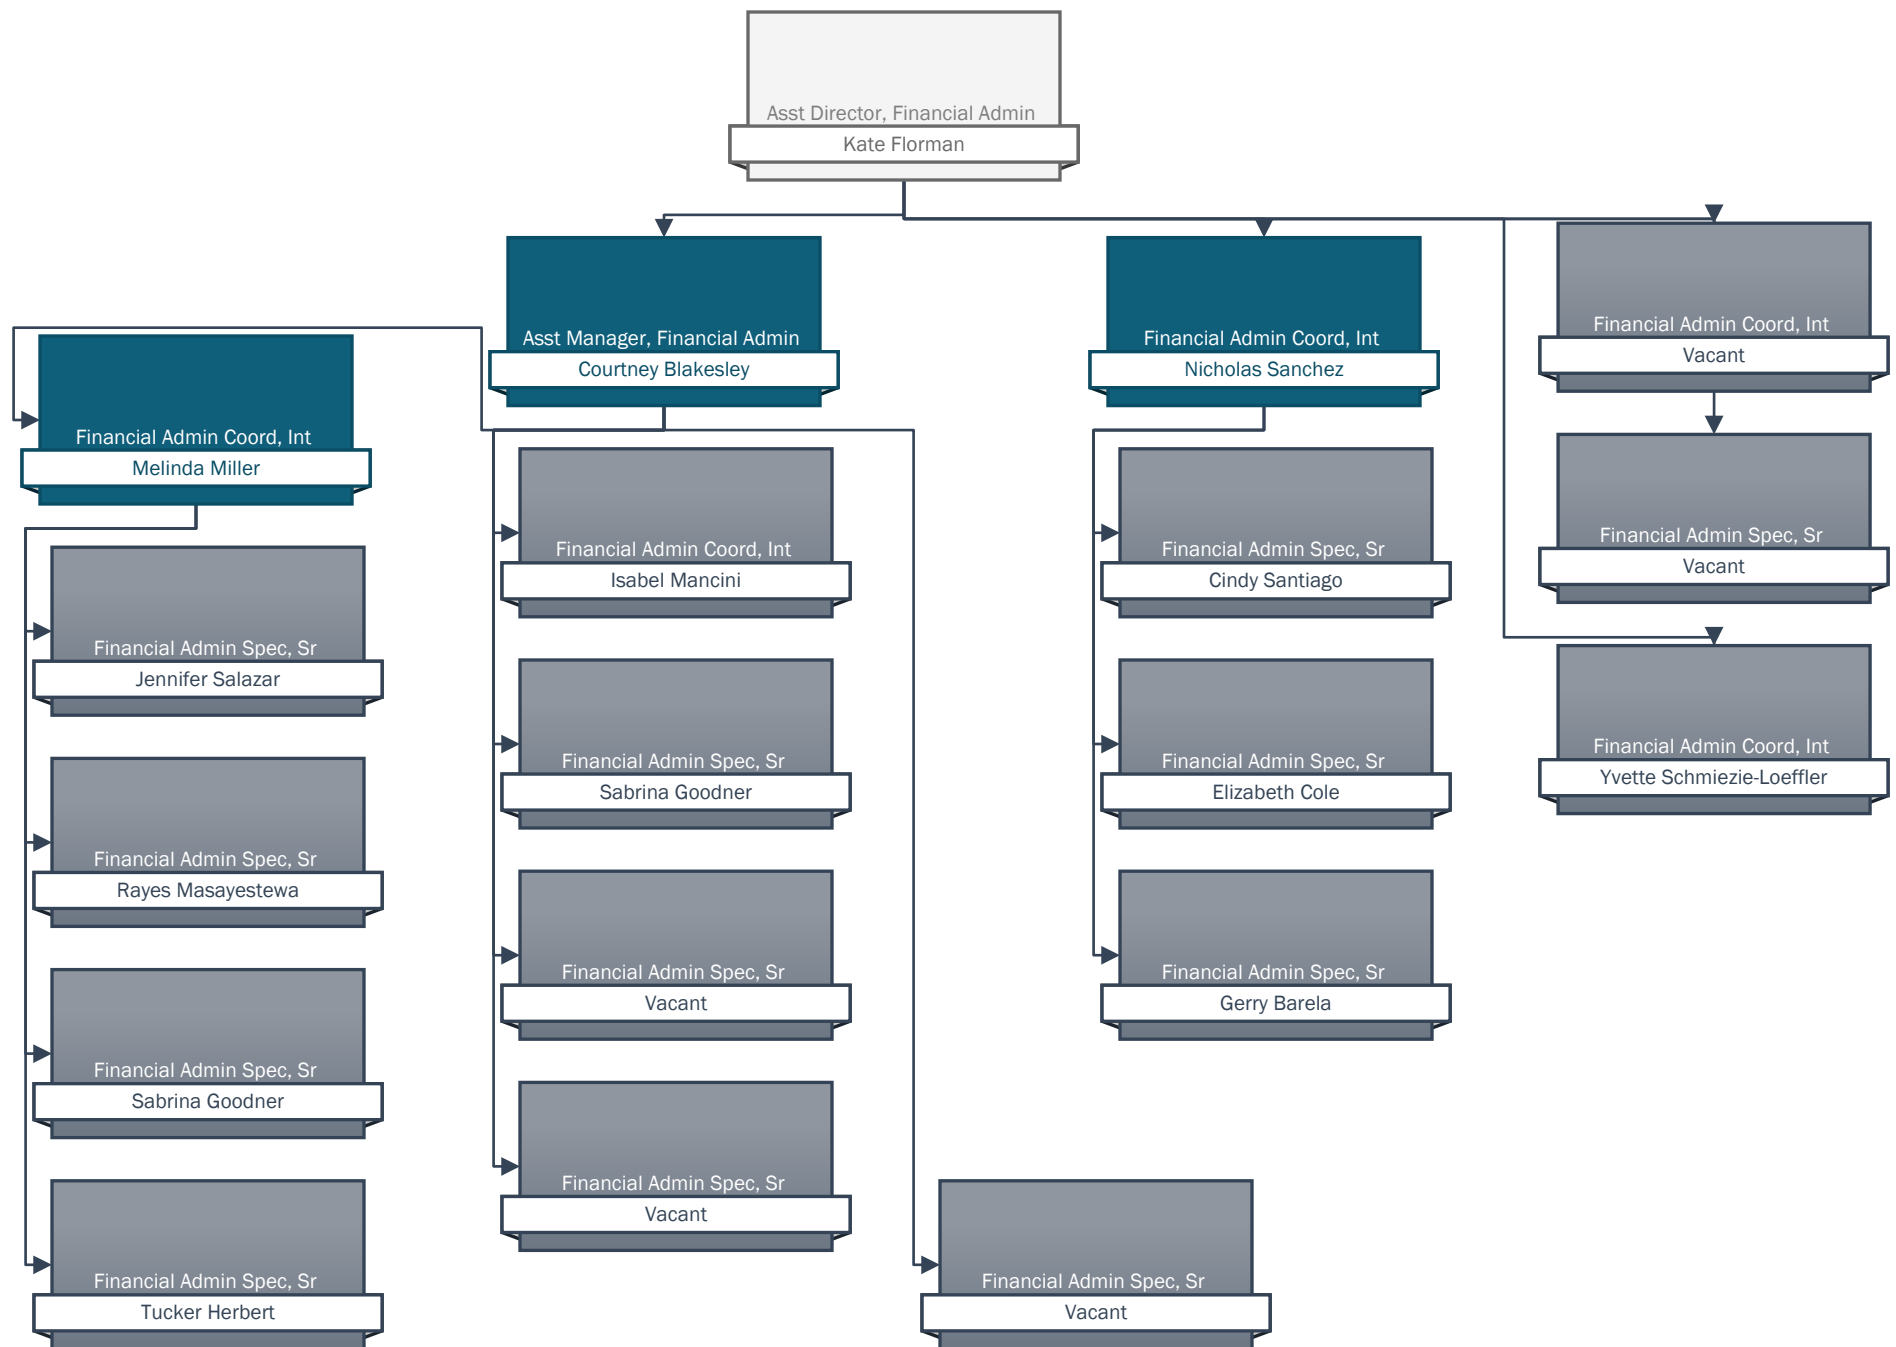 Asst Director, Financial Admin
Kate Florman
Asst Manager, Financial Admin
Courtney Blakesley
Financial Admin Coord, Int
Nicholas Sanchez
Financial Admin Coord, Int
Vacant
Financial Admin Coord, Int
Melinda Miller
Financial Admin Spec, Sr
Jennifer Salazar
Financial Admin Spec, Sr
Rayes Masayestewa
Financial Admin Spec, Sr
Sabrina Goodner
Financial Admin Spec, Sr
Tucker Herbert
Financial Admin Coord, Int
Isabel Mancini
Financial Admin Spec, Sr
Sabrina Goodner
Financial Admin Spec, Sr
Vacant
Financial Admin Spec, Sr
Vacant
Financial Admin Spec, Sr
Vacant
Financial Admin Spec, Sr
Cindy Santiago
Financial Admin Spec, Sr
Elizabeth Cole
Financial Admin Spec, Sr
Gerry Barela
Financial Admin Spec, Sr
Vacant
Financial Admin Coord, Int
Yvette Schmiezie-Loeffler